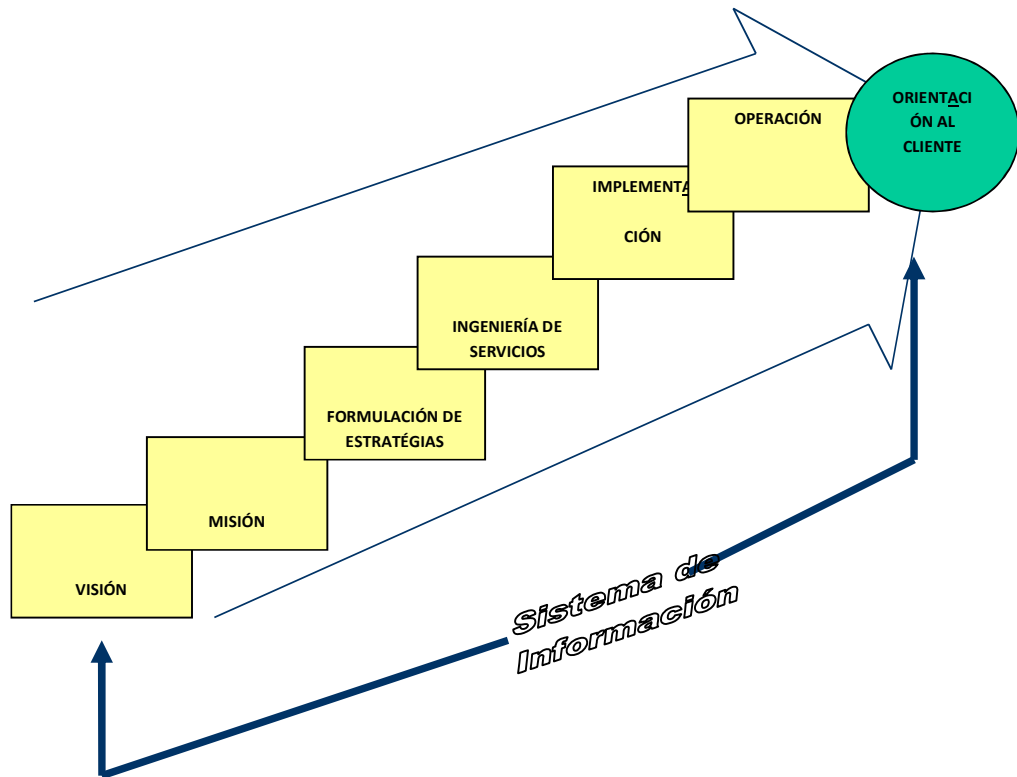 ORIENTACI
ÓN AL
CLIENTE
OPERACIÓN
IMPLEMENTA
CIÓN
INGENIERÍA DE
SERVICIOS
FORMULACIÓN DE
ESTRATÉGIAS
MISIÓN
VISIÓN
Sistema de
Información